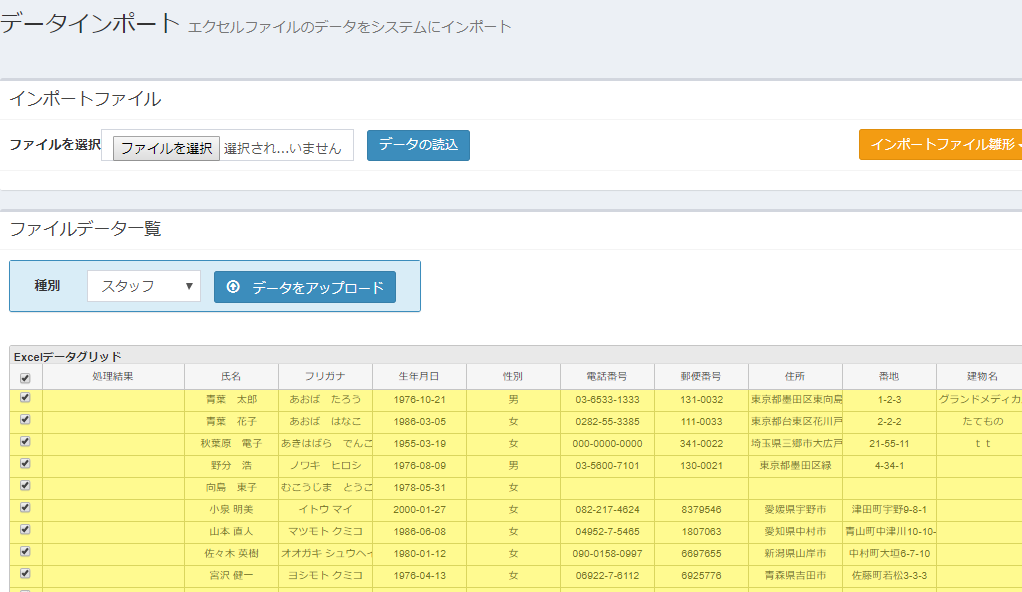 データインポート エクセルファイルのデータをシステムにインポート
インポートファイル
ファイルを選択 ファイルを選択 選択され...いません データの読込 インポートファイル雛形
ファイルデータ一覧
種別 スタッフ データをアップロード
Excelデータグリッド
処理結果 氏名 フリガナ 生年月日 性別 電話番号 郵便番号 住所 番地 建物名
青葉 太郎 あおば たろう 1976-10-21 男 03-6533-1333 131-0032 東京都墨田区東向島 1-2-3 グランドメディカ
青葉 花子 あおば はなこ 1986-03-05 女 0282-55-3385 111-0033 東京都台東区花川戸 2-2-2 たてもの
秋葉原 電子 あきはばら でんこ 1955-03-19 女 000-0000-0000 341-0022 埼玉県三郷市大広戸 21-55-11 ｔｔ
野分 浩 ノワキ ヒロシ 1976-08-09 男 03-5600-7101 130-0021 東京都墨田区緑 4-34-1
向島 東子 むこうじま とうこ 1978-05-31 女
小泉 明美 イトウ マイ 2000-01-27 女 082-217-4624 8379546 愛媛県宇野市 津田町宇野9-8-1
山本 直人 マツモト クミコ 1986-06-08 女 04952-7-5465 1807063 愛知県中村市 青山町中津川10-10-
佐々木 英樹 オオガキ シュウヘイ 1980-01-12 女 090-0158-0997 6697655 新潟県山岸市 中村町大垣6-7-10
宮沢 健一 ヨシモト クミコ 1976-04-13 女 06922-7-6112 6925776 青森県吉田市 佐藤町若松3-3-3